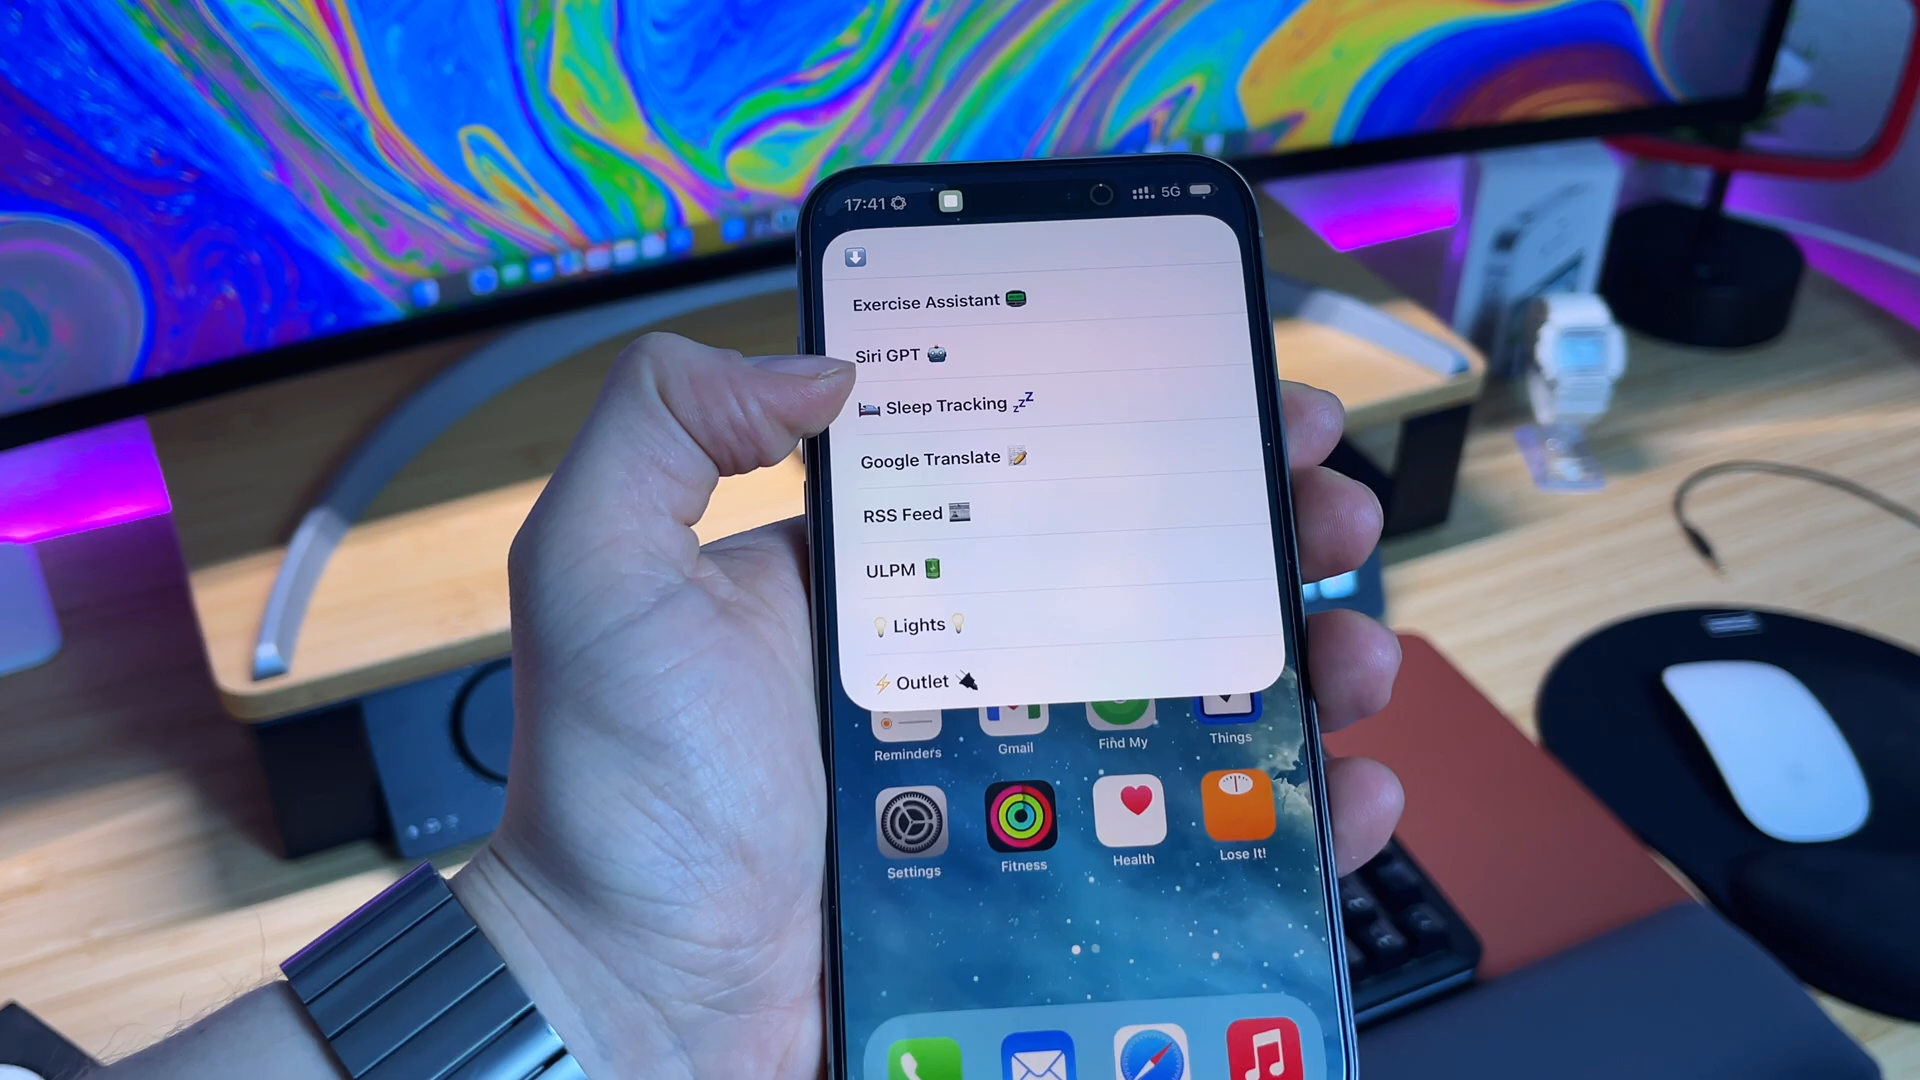 17:41 5G
⬇️
Exercise Assistant 📟
Siri GPT 🤖
🛏️ Sleep Tracking 💤
Google Translate 📝
RSS Feed 📰
ULPM 🔋
💡 Lights 💡
⚡ Outlet 🔌
Reminders Gmail Find My Things
Settings Fitness Health Lose It!